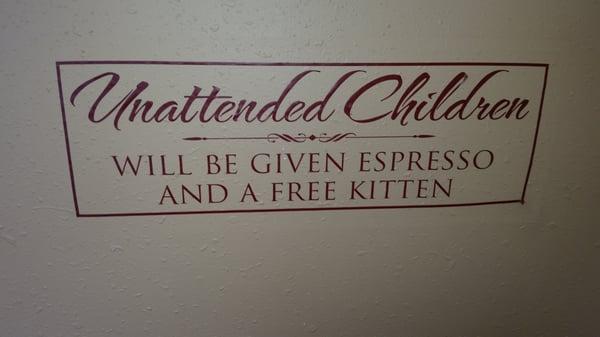 Unattended Children
WILL BE GIVEN ESPRESSO
AND A FREE KITTEN